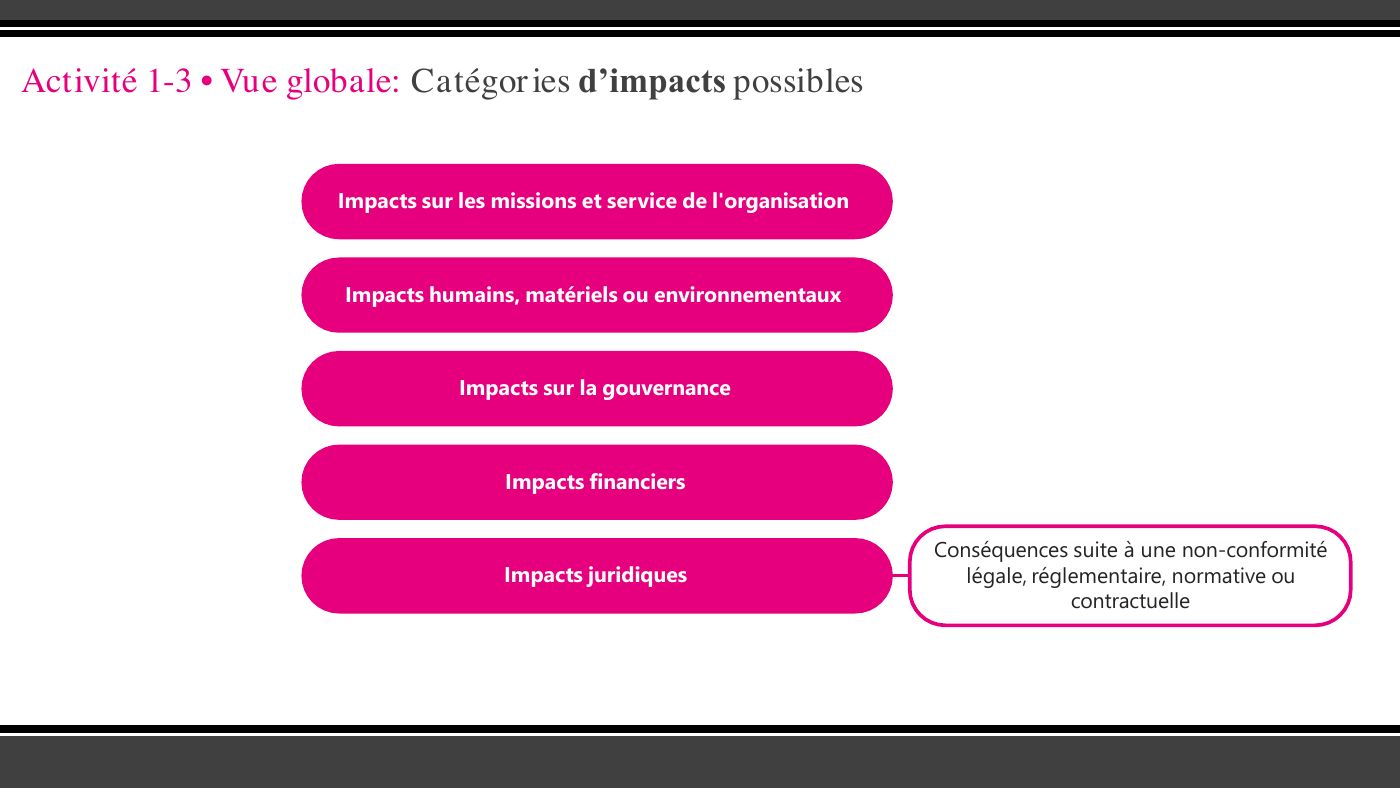 Activité 1-3 • Vue globale: Catégories d’impacts possibles
Impacts sur les missions et service de l'organisation
Impacts humains, matériels ou environnementaux
Impacts sur la gouvernance
Impacts financiers
Impacts juridiques
Conséquences suite à une non-conformité
légale, réglementaire, normative ou
contractuelle